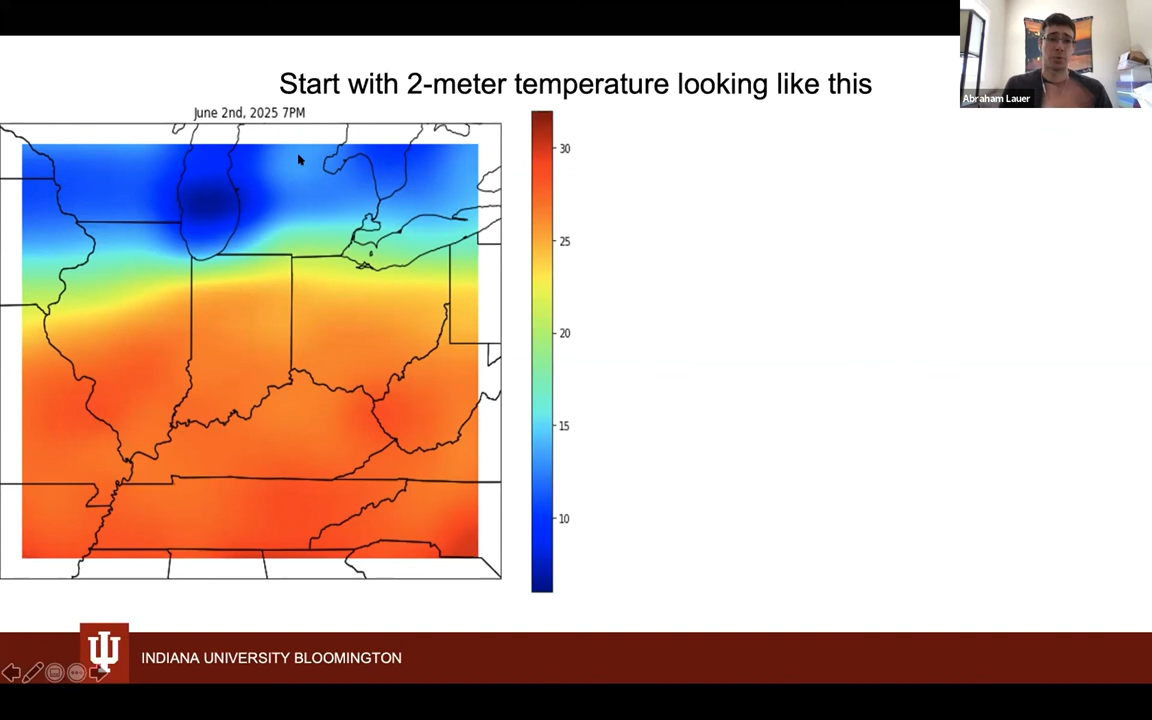 Start with 2-meter temperature looking like this
Abraham Lauer
June 2nd, 2025 7PM
30
25
20
15
10
INDIANA UNIVERSITY BLOOMINGTON